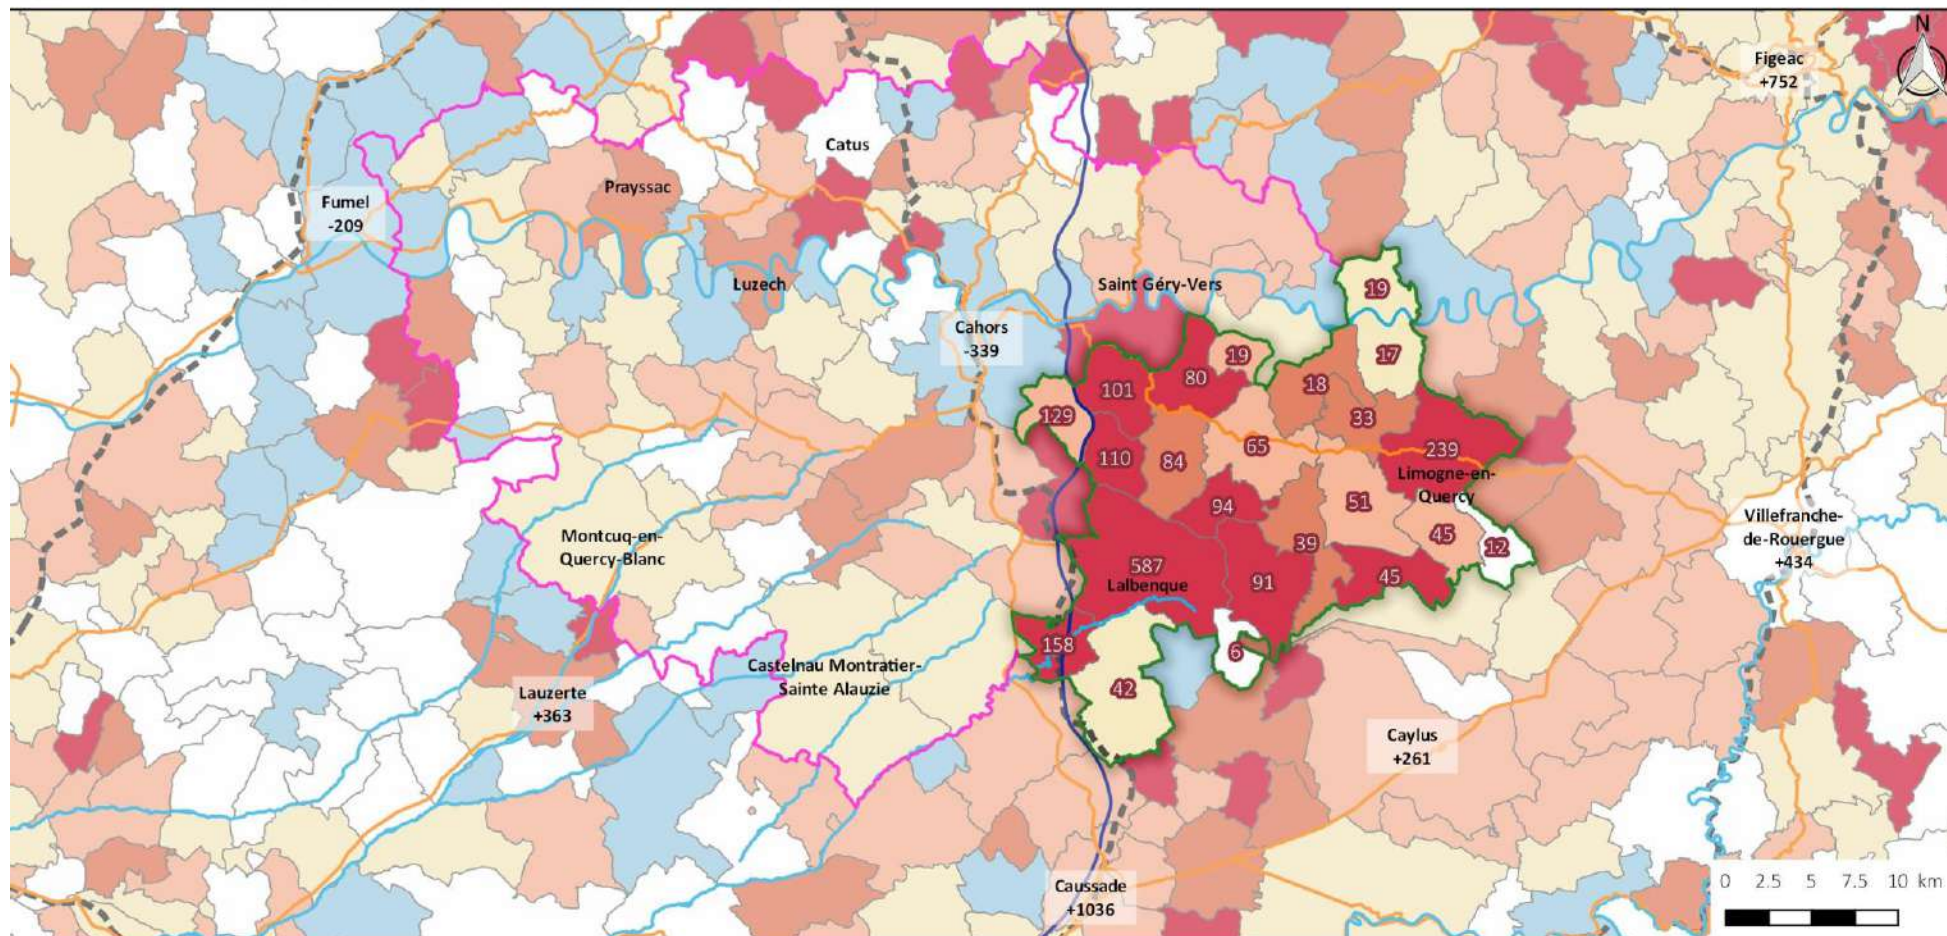 N
Figeac
+752
Catus
Prayssac
Fumel
-209
Luzech
Saint Géry-Vers
19
Cahors
-339
19
17
80
101
18
129
33
65
239
110
84
Limogne-en-
Quercy
94
51
Villefranche-
de-Rouergue
+434
Montcuq-en-
Quercy-Blanc
39
45
12
587
Lalbenque
91
45
158
6
Castelnau Montratier-
Sainte Alauzie
42
Lauzerte
+363
Caylus
+261
Caussade
+1036
0 2.5 5 7.5 10 km